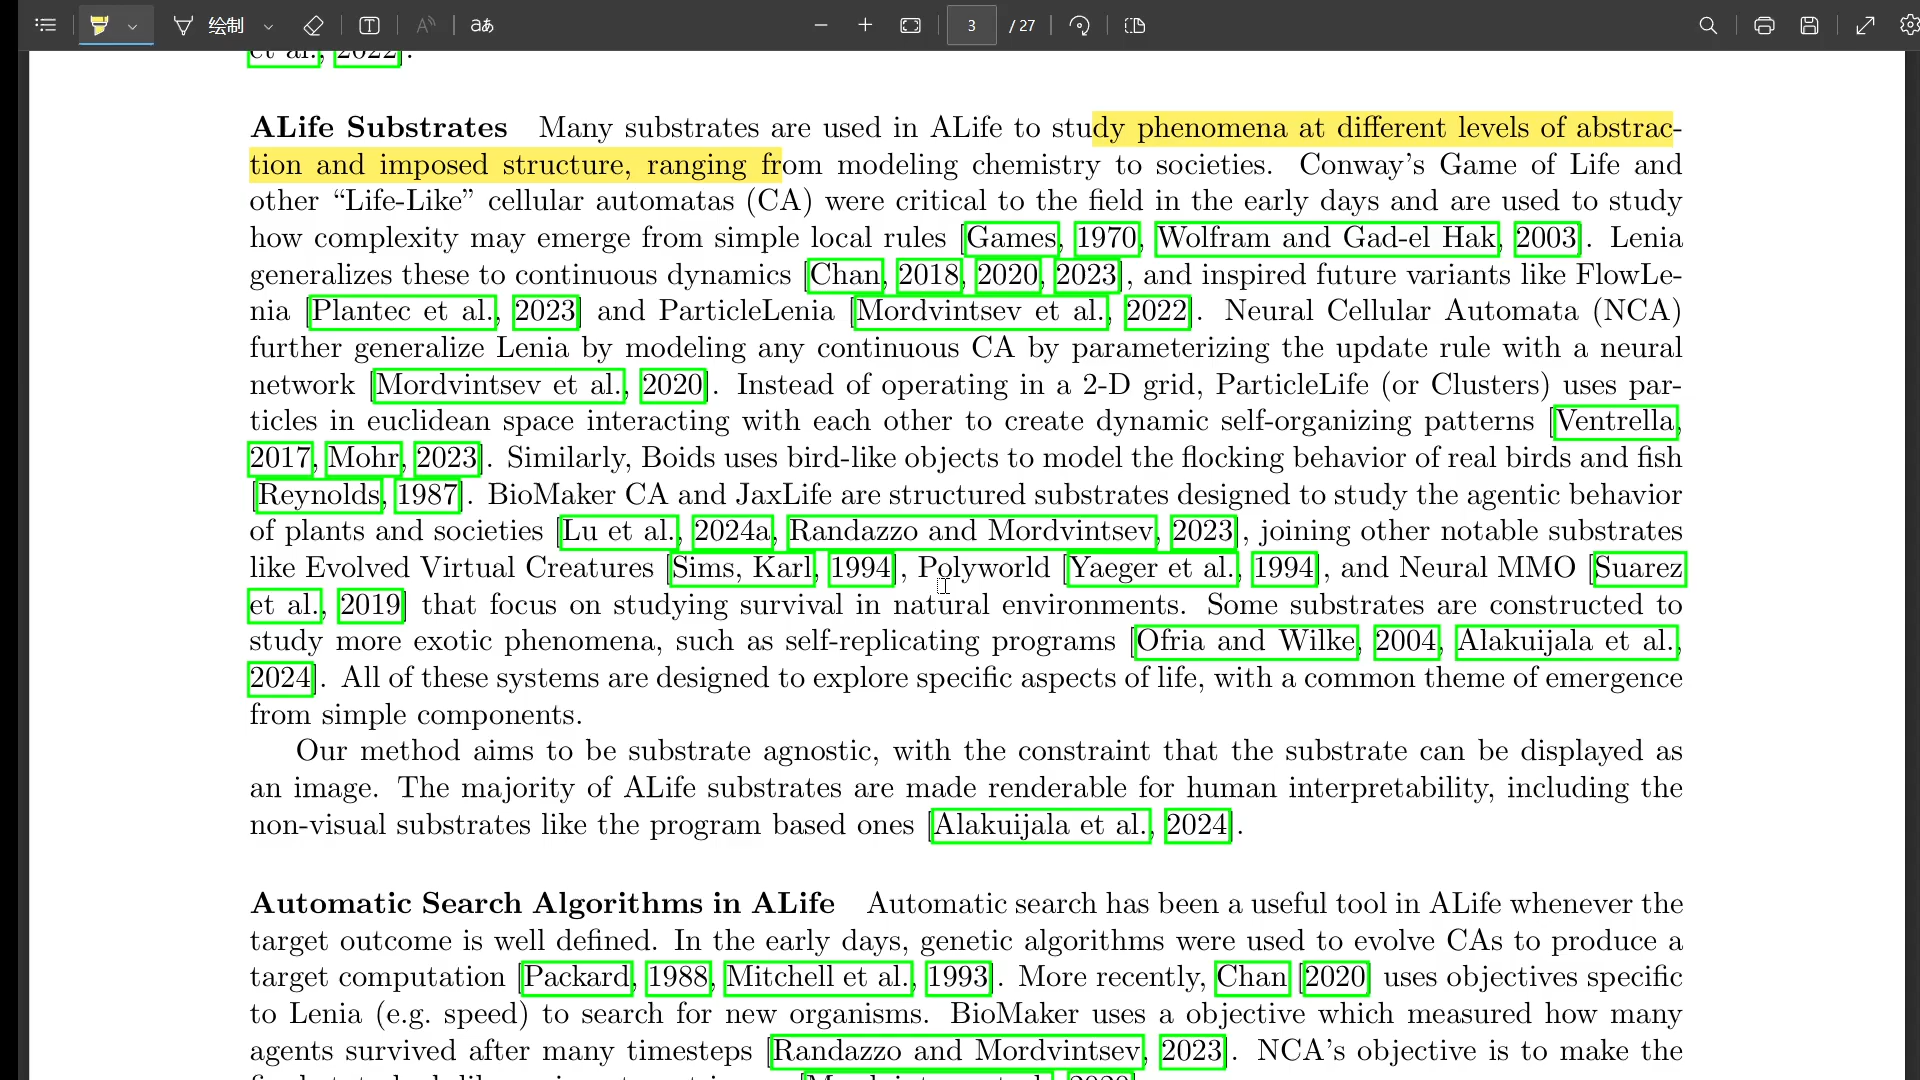 绘制
A
aあ
3
/ 27
et al., 2022].
ALife Substrates Many substrates are used in ALife to study phenomena at different levels of abstrac-
tion and imposed structure, ranging from modeling chemistry to societies. Conway's Game of Life and
other “Life-Like” cellular automatas (CA) were critical to the field in the early days and are used to study
how complexity may emerge from simple local rules [Games, 1970, Wolfram and Gad-el Hak, 2003]. Lenia
generalizes these to continuous dynamics [Chan, 2018, 2020, 2023], and inspired future variants like FlowLe-
nia [Plantec et al., 2023] and ParticleLenia [Mordvintsev et al., 2022]. Neural Cellular Automata (NCA)
further generalize Lenia by modeling any continuous CA by parameterizing the update rule with a neural
network [Mordvintsev et al., 2020]. Instead of operating in a 2-D grid, ParticleLife (or Clusters) uses par-
ticles in euclidean space interacting with each other to create dynamic self-organizing patterns [Ventrella,
2017, Mohr, 2023]. Similarly, Boids uses bird-like objects to model the flocking behavior of real birds and fish
[Reynolds, 1987]. BioMaker CA and JaxLife are structured substrates designed to study the agentic behavior
of plants and societies [Lu et al., 2024a, Randazzo and Mordvintsev, 2023], joining other notable substrates
like Evolved Virtual Creatures [Sims, Karl, 1994], Polyworld [Yaeger et al., 1994], and Neural MMO [Suarez
et al., 2019] that focus on studying survival in natural environments. Some substrates are constructed to
study more exotic phenomena, such as self-replicating programs [Ofria and Wilke, 2004, Alakuijala et al.,
2024]. All of these systems are designed to explore specific aspects of life, with a common theme of emergence
from simple components.
Our method aims to be substrate agnostic, with the constraint that the substrate can be displayed as
an image. The majority of ALife substrates are made renderable for human interpretability, including the
non-visual substrates like the program based ones [Alakuijala et al., 2024].
Automatic Search Algorithms in ALife Automatic search has been a useful tool in ALife whenever the
target outcome is well defined. In the early days, genetic algorithms were used to evolve CAs to produce a
target computation [Packard, 1988, Mitchell et al., 1993]. More recently, Chan [2020] uses objectives specific
to Lenia (e.g. speed) to search for new organisms. BioMaker uses a objective which measured how many
agents survived after many timesteps [Randazzo and Mordvintsev, 2023]. NCA's objective is to make the